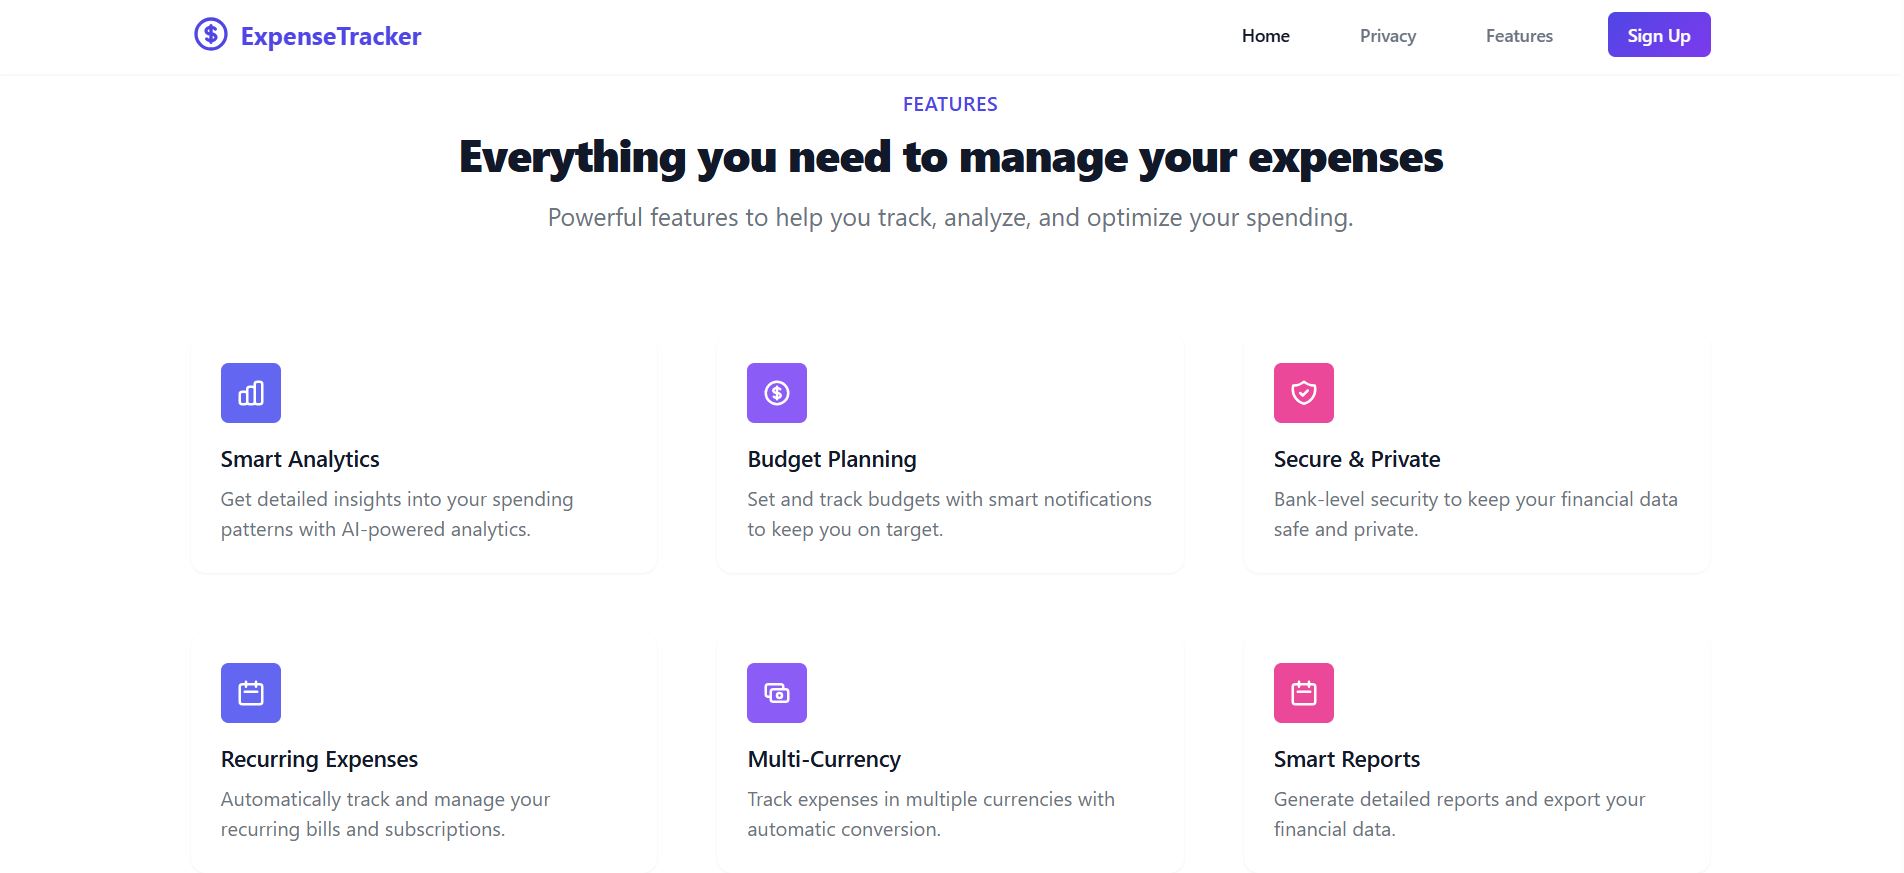 ExpenseTracker
Home
Privacy
Features
Sign Up
FEATURES
Everything you need to manage your expenses
Powerful features to help you track, analyze, and optimize your spending.
Smart Analytics
Get detailed insights into your spending
patterns with AI-powered analytics.
Budget Planning
Set and track budgets with smart notifications
to keep you on target.
Secure & Private
Bank-level security to keep your financial data
safe and private.
Recurring Expenses
Automatically track and manage your
recurring bills and subscriptions.
Multi-Currency
Track expenses in multiple currencies with
automatic conversion.
Smart Reports
Generate detailed reports and export your
financial data.